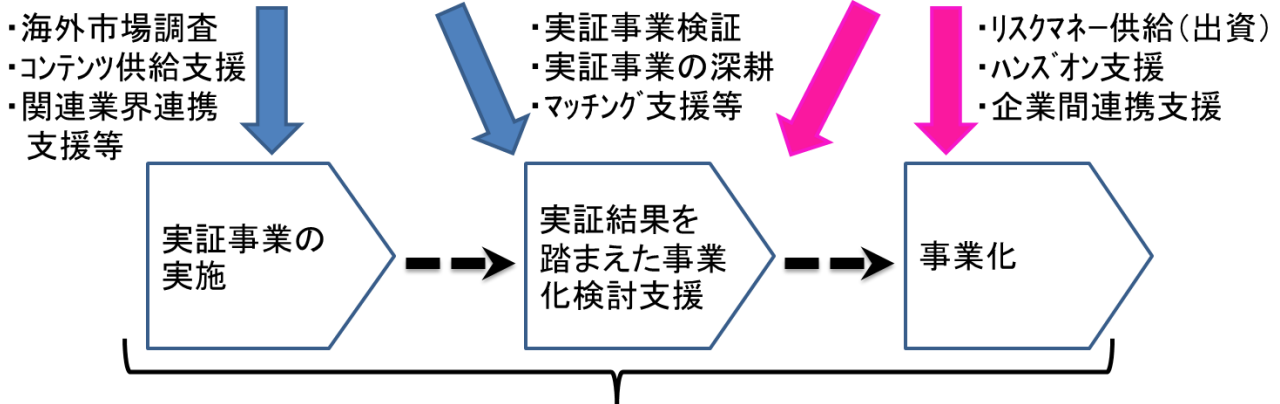 ・海外市場調査
・コンテンツ供給支援
・関連業界連携
支援等
・実証事業検証
・実証事業の深耕
・マッチング支援等
・リスクマネー供給(出資)
・ハンズオン支援
・企業間連携支援
実証事業の
実施
実証結果を
踏まえた事業
化検討支援
事業化